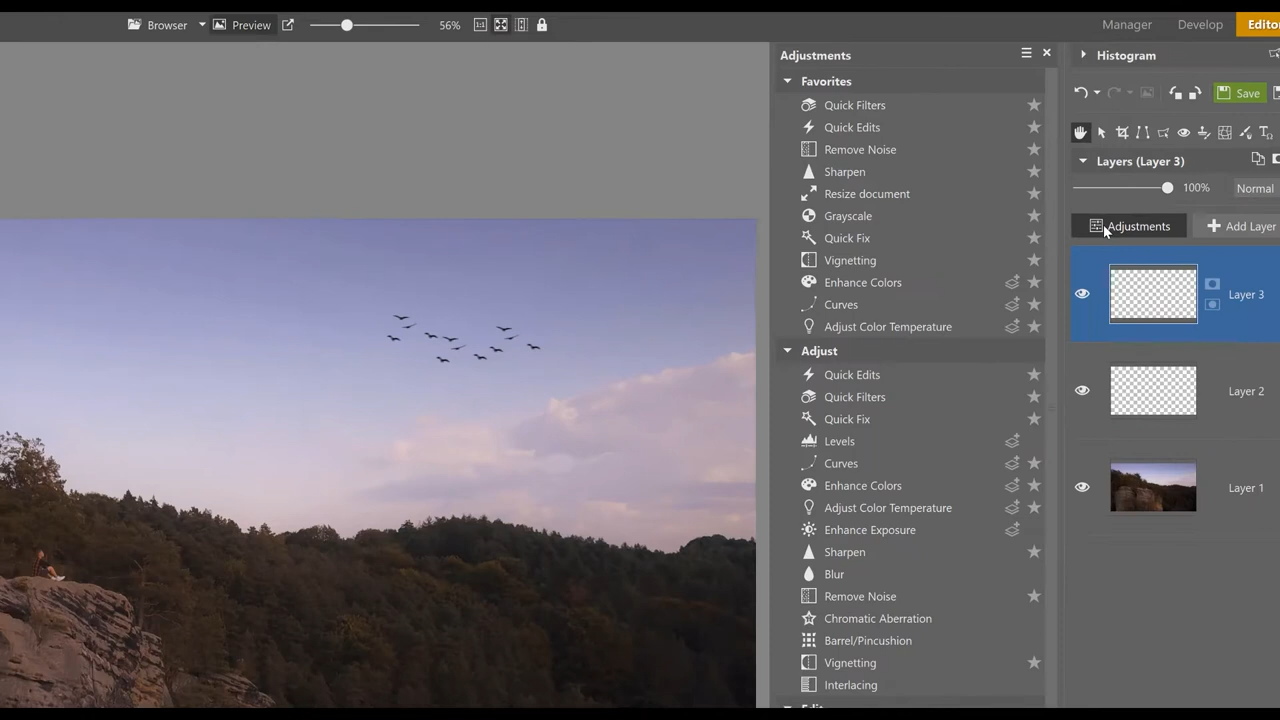 Browser Preview 56% 1:1 Manager Develop
Adjustments
Histogram
Favorites
Quick Filters
Quick Edits
Remove Noise
Sharpen
Resize document
Grayscale
Quick Fix
Vignetting
Enhance Colors
Curves
Adjust Color Temperature
Adjust
Quick Edits
Quick Filters
Quick Fix
Levels
Curves
Enhance Colors
Adjust Color Temperature
Enhance Exposure
Sharpen
Blur
Remove Noise
Chromatic Aberration
Barrel/Pincushion
Vignetting
Interlacing
Save
Layers (Layer 3)
100% Normal
Adjustments Add Layer
Layer 3
Layer 2
Layer 1